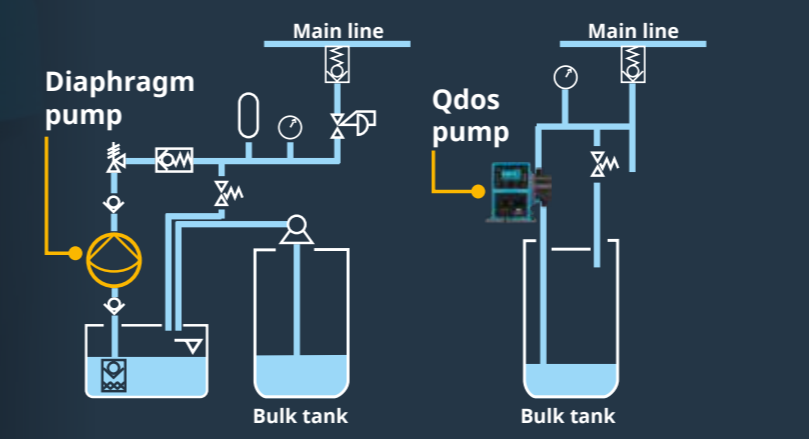 Main line
Diaphragm
pump
Bulk tank
Main line
Qdos
pump
Bulk tank